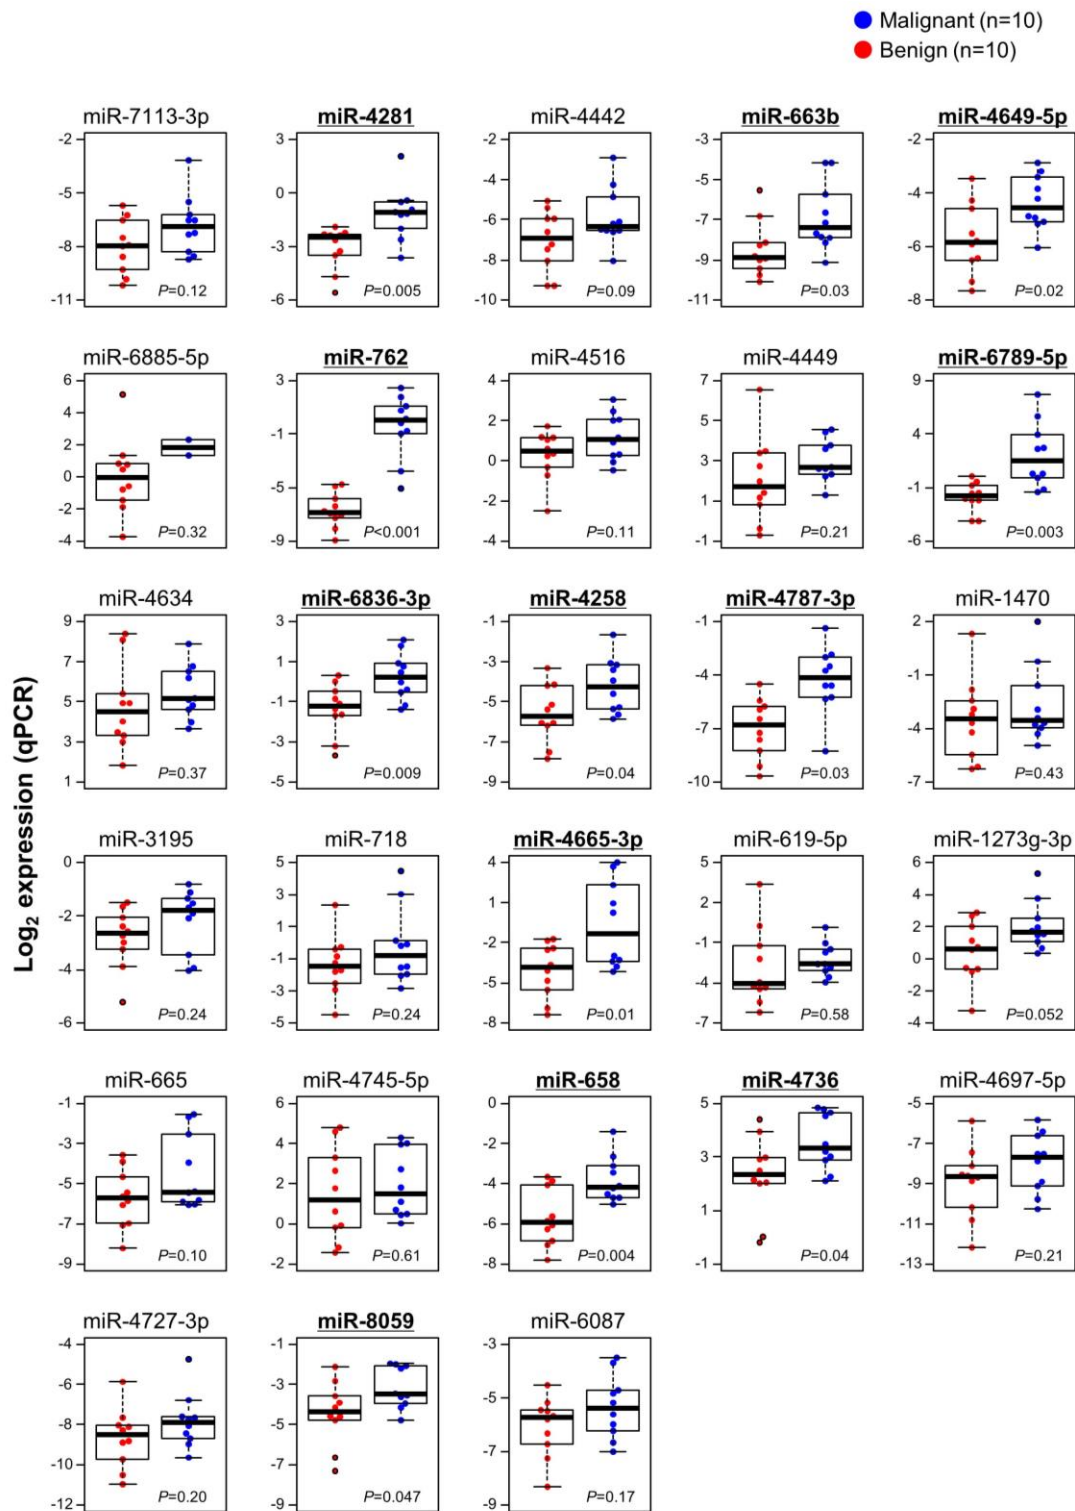 Malignant (n=10)
Benign (n=10)
Log2 expression (qPCR)
miR-7113-3p
-2
-5
-8
-11
P=0.12
miR-4281
3
0
-3
-6
P=0.005
miR-4442
-4
-6
-8
-10
P=0.09
miR-663b
-3
-5
-7
-9
-11
P=0.03
miR-4649-5p
-2
-4
-6
-8
P=0.02
miR-6885-5p
6
4
2
0
-2
-4
P=0.32
miR-762
3
-1
-5
-9
P<0.001
miR-4516
4
2
0
-2
-4
P=0.11
miR-4449
7
5
3
1
-1
P=0.21
miR-6789-5p
9
4
-1
-6
P=0.003
miR-4634
9
7
5
3
1
P=0.37
miR-6836-3p
3
1
-1
-3
-5
P=0.009
miR-4258
-1
-3
-5
-7
-9
P=0.04
miR-4787-3p
-1
-4
-7
-10
P=0.03
miR-1470
2
-1
-4
-7
P=0.43
miR-3195
0
-2
-4
-6
P=0.24
miR-718
5
3
1
-1
-3
-5
P=0.24
miR-4665-3p
4
1
-2
-5
-8
P=0.01
miR-619-5p
5
2
-1
-4
-7
P=0.58
miR-1273g-3p
6
4
2
0
-2
-4
P=0.052
miR-665
-1
-3
-5
-7
-9
P=0.10
miR-4745-5p
6
4
2
0
-2
P=0.61
miR-658
0
-2
-4
-6
-8
P=0.004
miR-4736
5
3
1
-1
P=0.04
miR-4697-5p
-5
-7
-9
-11
-13
P=0.21
miR-4727-3p
-4
-6
-8
-10
-12
P=0.20
miR-8059
-1
-3
-5
-7
-9
P=0.047
miR-6087
-3
-5
-7
-9
P=0.17